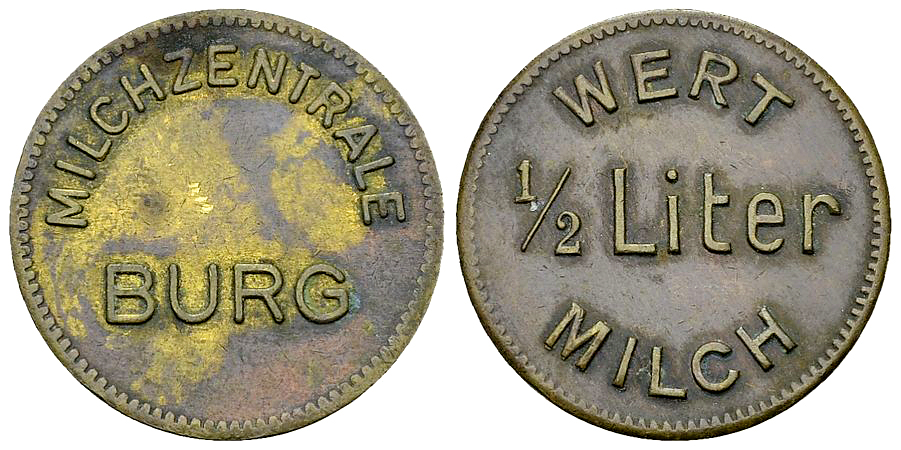 MILCHZENTRALE
BURG
WERT
1/2 Liter
MILCH